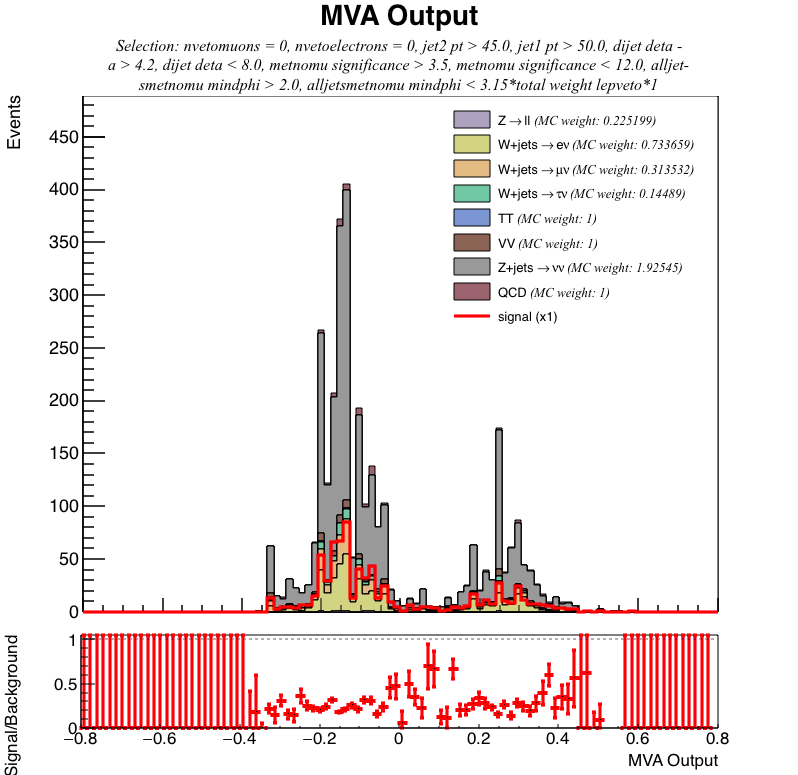 MVA Output
Selection: nvetomuons = 0, nvetoelectrons = 0, jet2 pt > 45.0, jet1 pt > 50.0, dijet deta -
a > 4.2, dijet deta < 8.0, metnomu significance > 3.5, metnomu significance < 12.0, alljet-
smetnomu mindphi > 2.0, alljetsmetnomu mindphi < 3.15*total weight lepveto*1
Events
450
400
350
300
250
200
150
100
50
0
Z→ll (MC weight: 0.225199)
W+jets→eν (MC weight: 0.733659)
W+jets→μν (MC weight: 0.313532)
W+jets→τν (MC weight: 0.14489)
TT (MC weight: 1)
VV (MC weight: 1)
Z+jets→νν (MC weight: 1.92545)
QCD (MC weight: 1)
signal (x1)
Signal/Background
1
0.5
0
−0.8 −0.6 −0.4 −0.2 0 0.2 0.4 0.6 0.8
MVA Output